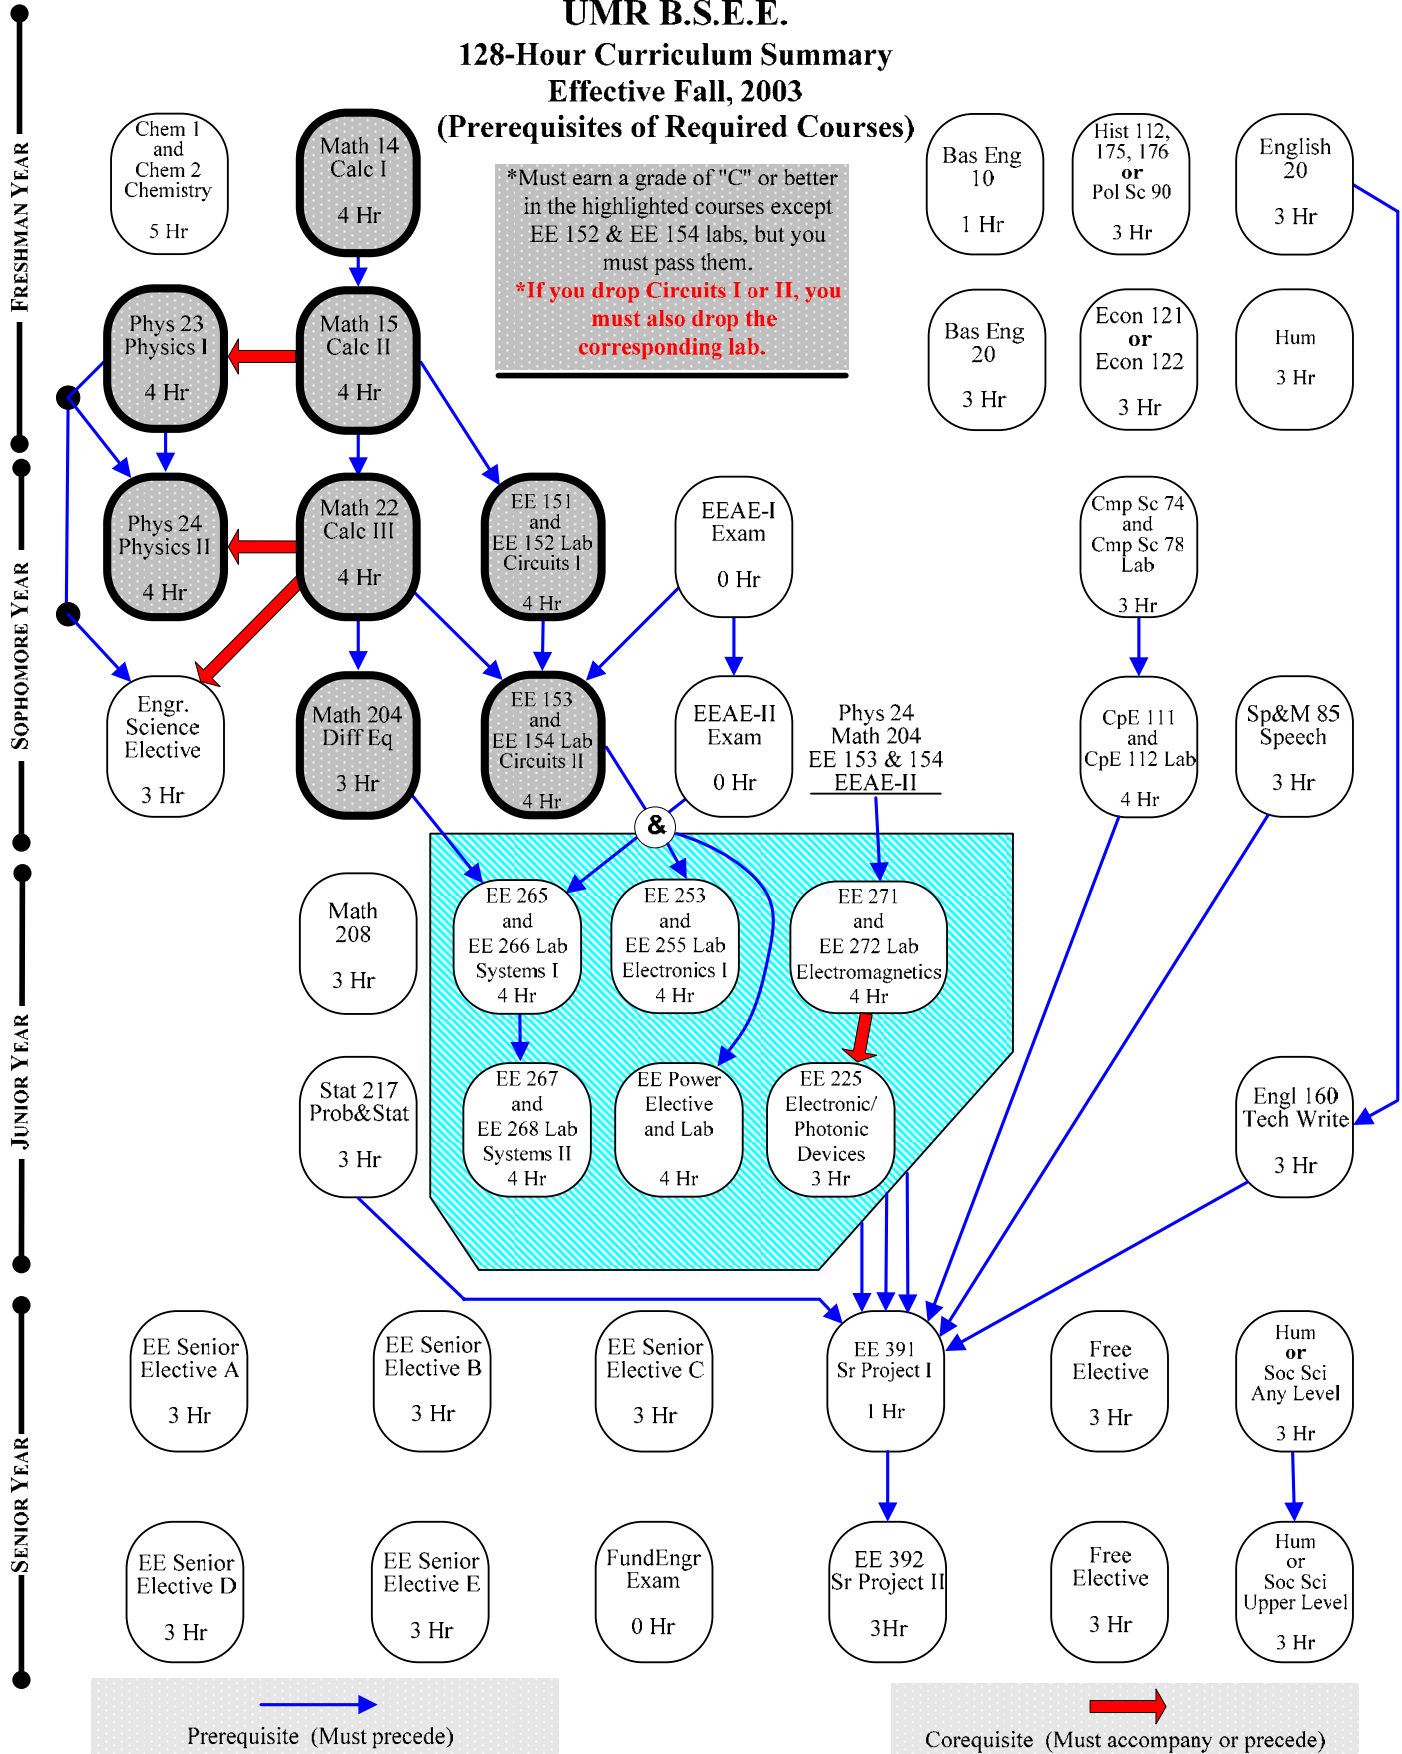 UMR B.S.E.E.
128-Hour Curriculum Summary
Effective Fall, 2003
(Prerequisites of Required Courses)
*Must earn a grade of "C" or better
in the highlighted courses except
EE 152 & EE 154 labs, but you
must pass them.
*If you drop Circuits I or II, you
must also drop the
corresponding lab.
FRESHMAN YEAR
Chem 1
and
Chem 2
Chemistry
5 Hr
Math 14
Calc I
4 Hr
Bas Eng
10
1 Hr
Hist 112,
175, 176
or
Pol Sc 90
3 Hr
English
20
3 Hr
Phys 23
Physics I
4 Hr
Math 15
Calc II
4 Hr
Bas Eng
20
3 Hr
Econ 121
or
Econ 122
3 Hr
Hum
3 Hr
SOPHOMORE YEAR
Phys 24
Physics II
4 Hr
Math 22
Calc III
4 Hr
EE 151
and
EE 152 Lab
Circuits I
4 Hr
EEAE-I
Exam
0 Hr
Cmp Sc 74
and
Cmp Sc 78
Lab
3 Hr
Engr.
Science
Elective
3 Hr
Math 204
Diff Eq
3 Hr
EE 153
and
EE 154 Lab
Circuits II
4 Hr
EEAE-II
Exam
0 Hr
Phys 24
Math 204
EE 153 & 154
EEAE-II
CpE 111
and
CpE 112 Lab
4 Hr
Sp&M 85
Speech
3 Hr
&
JUNIOR YEAR
Math
208
3 Hr
EE 265
and
EE 266 Lab
Systems I
4 Hr
EE 253
and
EE 255 Lab
Electronics I
4 Hr
EE 271
and
EE 272 Lab
Electromagnetics
4 Hr
Stat 217
Prob&Stat
3 Hr
EE 267
and
EE 268 Lab
Systems II
4 Hr
EE Power
Elective
and Lab
4 Hr
EE 225
Electronic/
Photonic
Devices
3 Hr
Engl 160
Tech Write
3 Hr
SENIOR YEAR
EE Senior
Elective A
3 Hr
EE Senior
Elective B
3 Hr
EE Senior
Elective C
3 Hr
EE 391
Sr Project I
1 Hr
Free
Elective
3 Hr
Hum
or
Soc Sci
Any Level
3 Hr
EE Senior
Elective D
3 Hr
EE Senior
Elective E
3 Hr
FundEngr
Exam
0 Hr
EE 392
Sr Project II
3Hr
Free
Elective
3 Hr
Hum
or
Soc Sci
Upper Level
3 Hr
Prerequisite (Must precede)
Corequisite (Must accompany or precede)